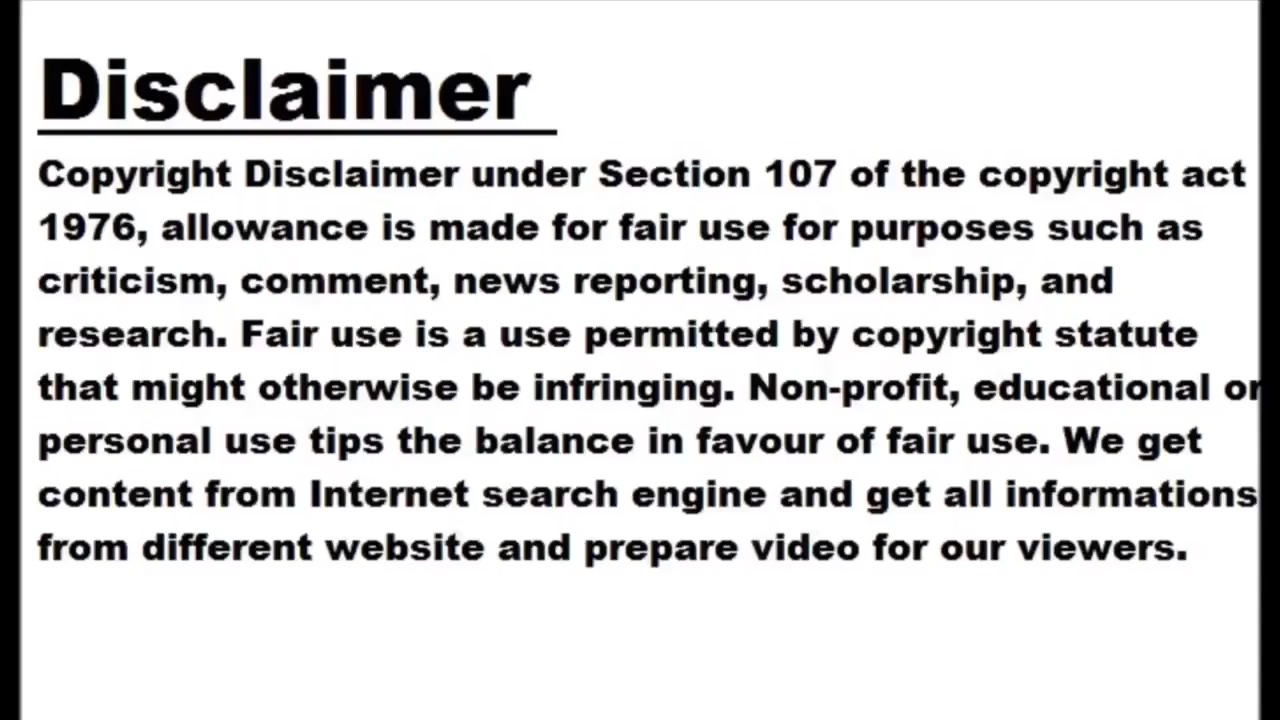 Disclaimer
Copyright Disclaimer under Section 107 of the copyright act
1976, allowance is made for fair use for purposes such as
criticism, comment, news reporting, scholarship, and
research. Fair use is a use permitted by copyright statute
that might otherwise be infringing. Non-profit, educational or
personal use tips the balance in favour of fair use. We get
content from Internet search engine and get all informations
from different website and prepare video for our viewers.